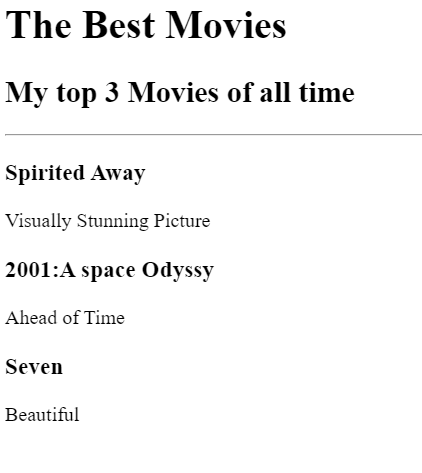 The Best Movies
My top 3 Movies of all time
Spirited Away
Visually Stunning Picture
2001:A space Odyssy
Ahead of Time
Seven
Beautiful